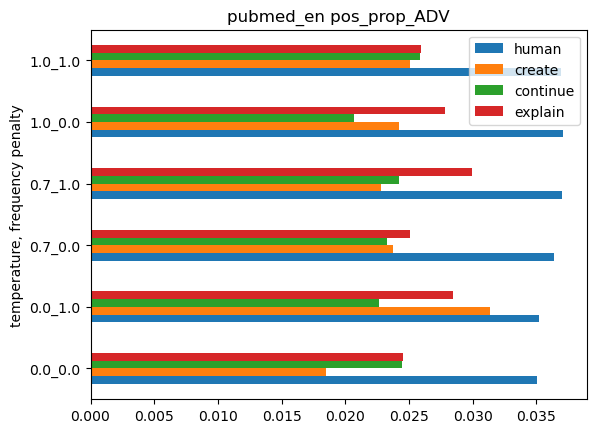 pubmed_en pos_prop_ADV
temperature, frequency penalty
1.0_1.0
1.0_0.0
0.7_1.0
0.7_0.0
0.0_1.0
0.0_0.0
human
create
continue
explain
0.000 0.005 0.010 0.015 0.020 0.025 0.030 0.035